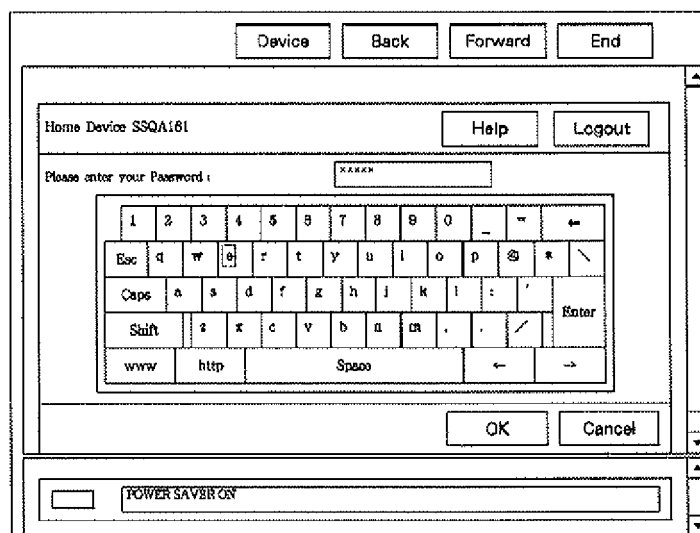 Device Back Forward End
Home Device SSQA161 Help Logout
Please enter your Password :
*****
1 2 3 4 5 6 7 8 9 0 _ = ←
Esc q w e r t y u i o p @ * \
Caps a s d f g h j k l : '
Enter
Shift z x c v b n m , . /
www http Space ← →
OK Cancel
POWER SAVER ON